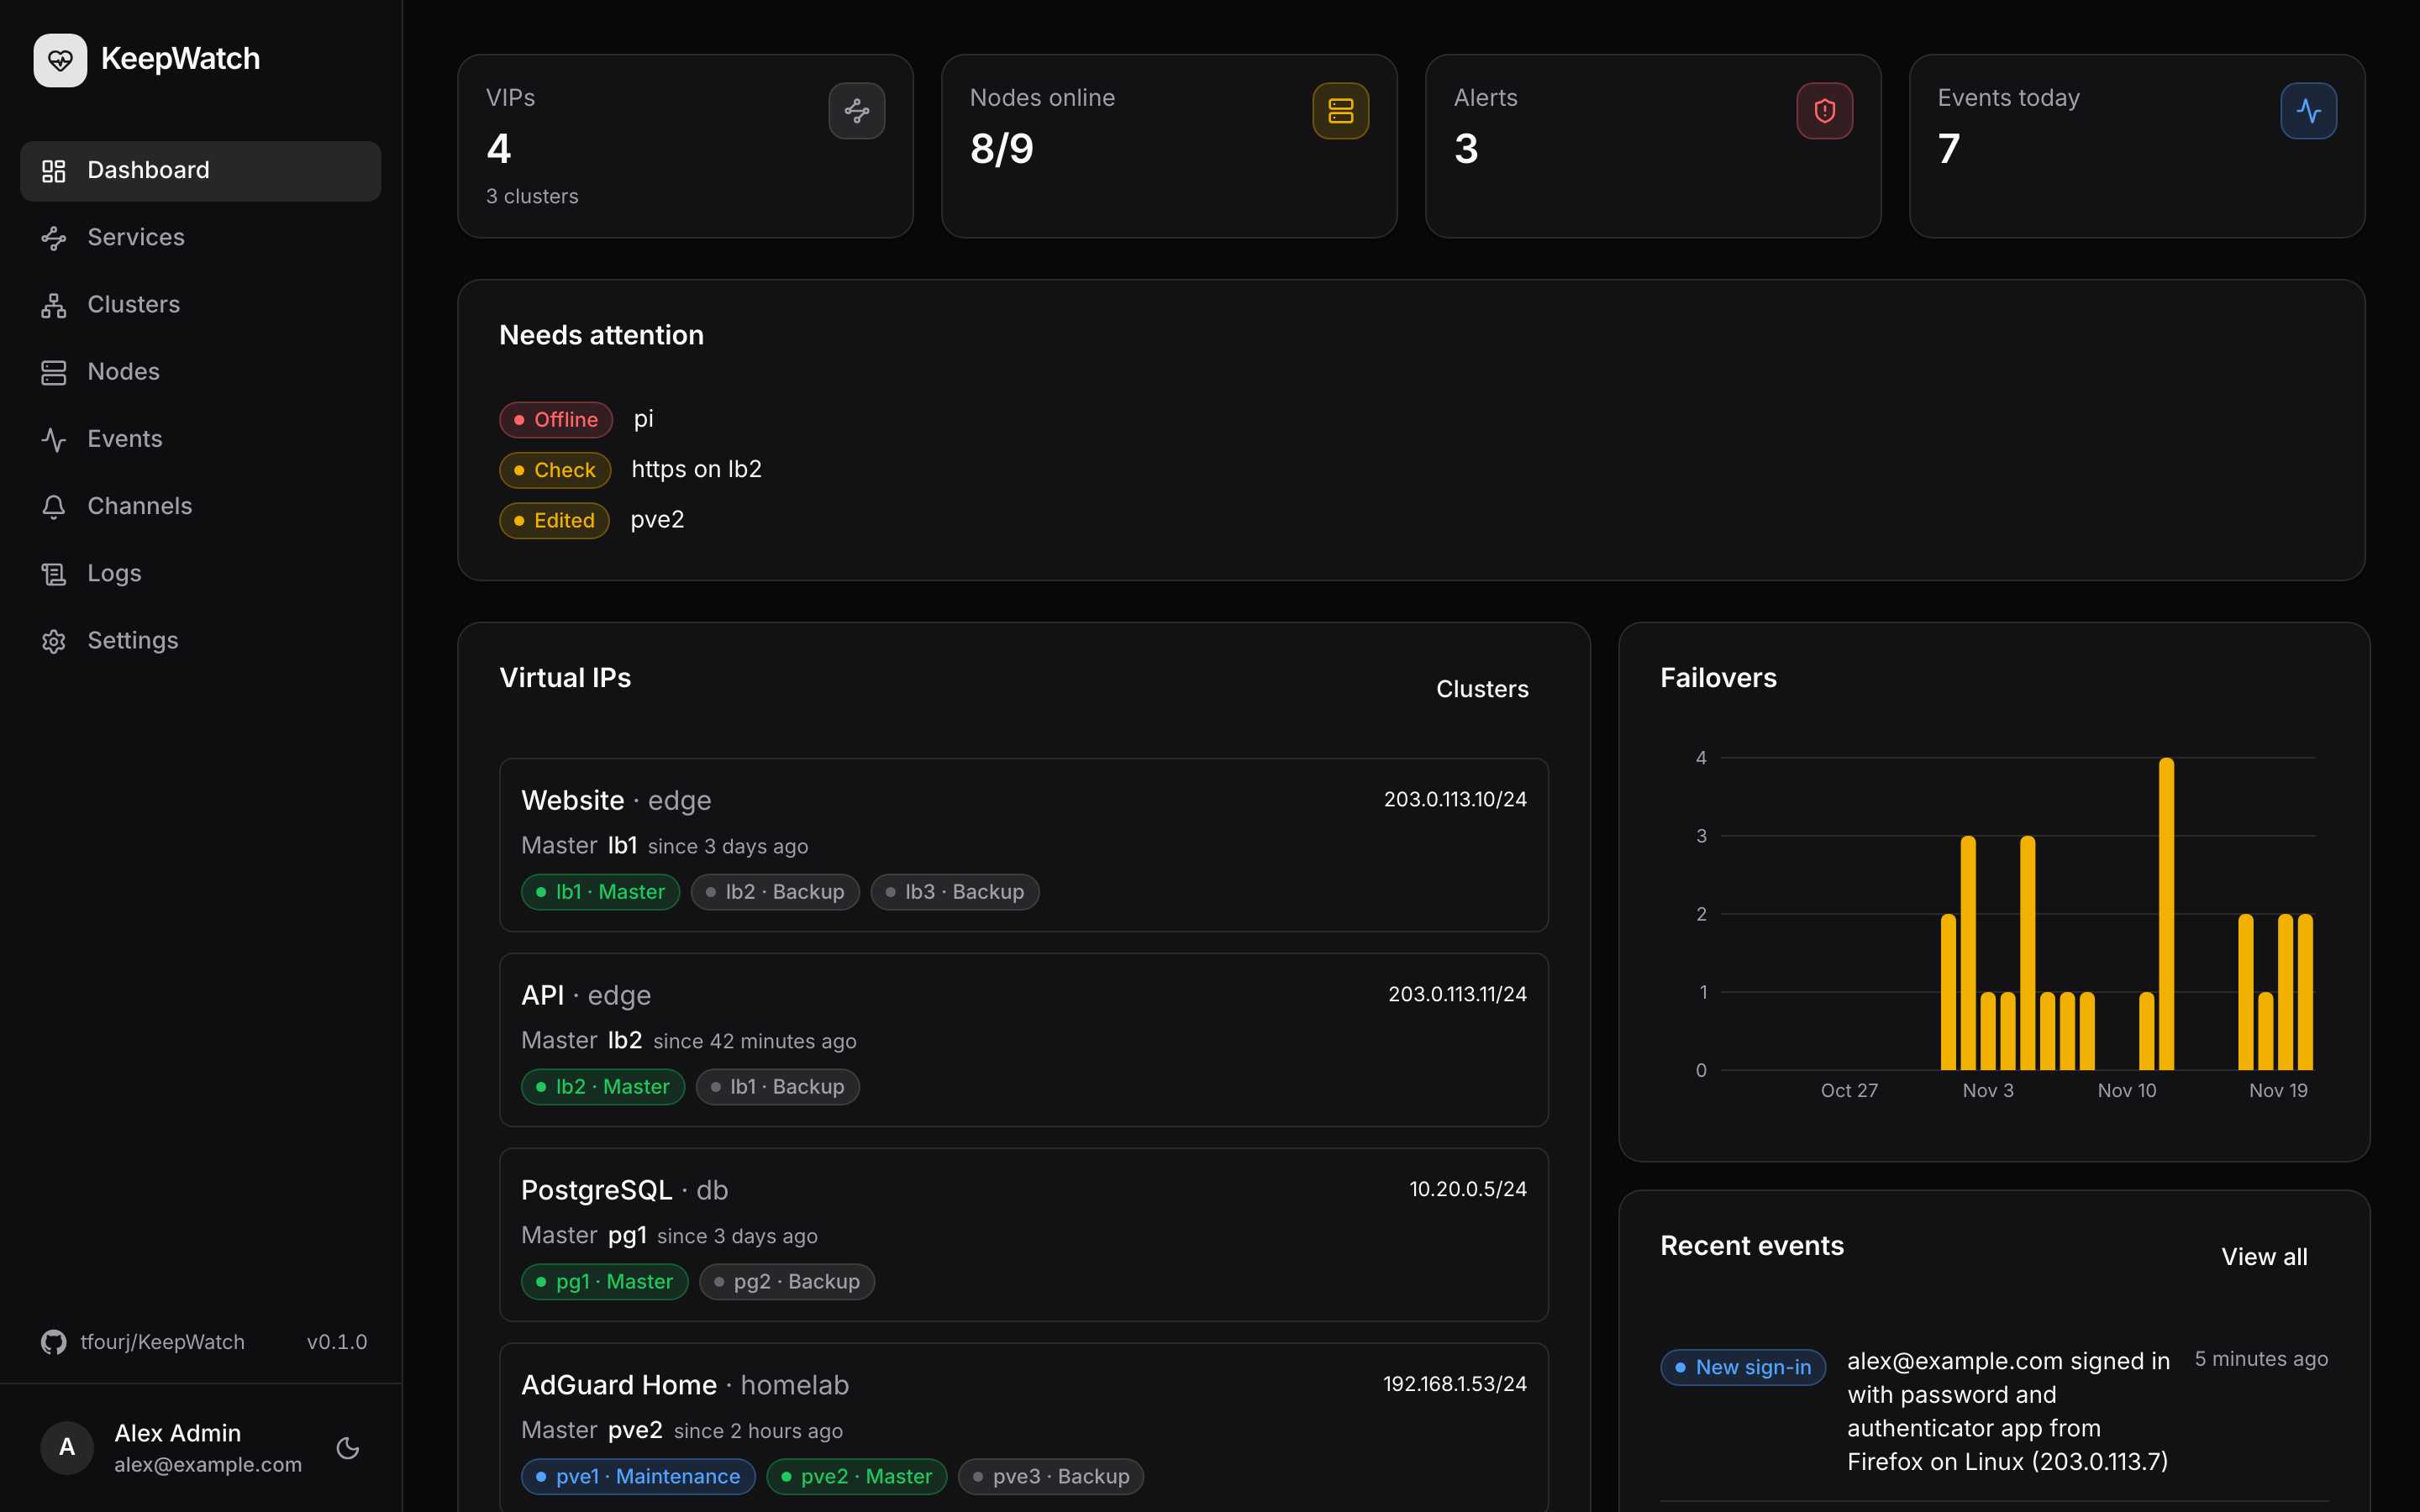 KeepWatch
Dashboard
Services
Clusters
Nodes
Events
Channels
Logs
Settings
tfourj/KeepWatch v0.1.0
A
Alex Admin
alex@example.com
VIPs
4
3 clusters
Nodes online
8/9
Alerts
3
Events today
7
Needs attention
Offline pi
Check https on lb2
Edited pve2
Virtual IPs
Clusters
Website · edge 203.0.113.10/24
Master lb1 since 3 days ago
lb1 · Master lb2 · Backup lb3 · Backup
API · edge 203.0.113.11/24
Master lb2 since 42 minutes ago
lb2 · Master lb1 · Backup
PostgreSQL · db 10.20.0.5/24
Master pg1 since 3 days ago
pg1 · Master pg2 · Backup
AdGuard Home · homelab 192.168.1.53/24
Master pve2 since 2 hours ago
pve1 · Maintenance pve2 · Master pve3 · Backup
Failovers
4
3
2
1
0
Oct 27 Nov 3 Nov 10 Nov 19
Recent events
View all
New sign-in alex@example.com signed in 5 minutes ago
with password and
authenticator app from
Firefox on Linux (203.0.113.7)